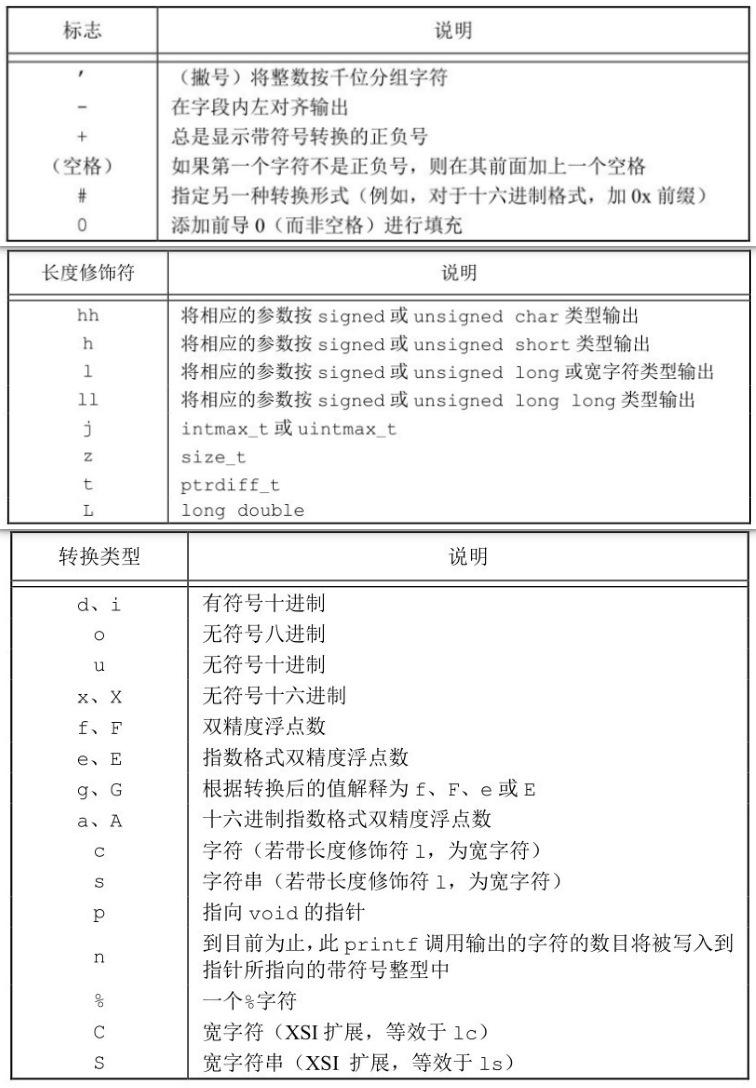 标志 说明
' （撇号）将整数按千位分组字符
- 在字段内左对齐输出
+ 总是显示带符号转换的正负号
（空格） 如果第一个字符不是正负号，则在其前面加上一个空格
# 指定另一种转换形式（例如，对于十六进制格式，加 0x 前缀）
0 添加前导 0（而非空格）进行填充
长度修饰符 说明
hh 将相应的参数按 signed 或 unsigned char 类型输出
h 将相应的参数按 signed 或 unsigned short 类型输出
l 将相应的参数按 signed 或 unsigned long 或宽字符类型输出
ll 将相应的参数按 signed 或 unsigned long long 类型输出
j intmax_t 或 uintmax_t
z size_t
t ptrdiff_t
L long double
转换类型 说明
d、i 有符号十进制
o 无符号八进制
u 无符号十进制
x、X 无符号十六进制
f、F 双精度浮点数
e、E 指数格式双精度浮点数
g、G 根据转换后的值解释为 f、F、e 或 E
a、A 十六进制指数格式双精度浮点数
c 字符（若带长度修饰符 l，为宽字符）
s 字符串（若带长度修饰符 l，为宽字符）
p 指向 void 的指针
n 到目前为止，此 printf 调用输出的字符的数目将被写入到
指针所指向的带符号整型中
% 一个%字符
C 宽字符（XSI 扩展，等效于 lc）
S 宽字符串（XSI 扩展，等效于 ls）